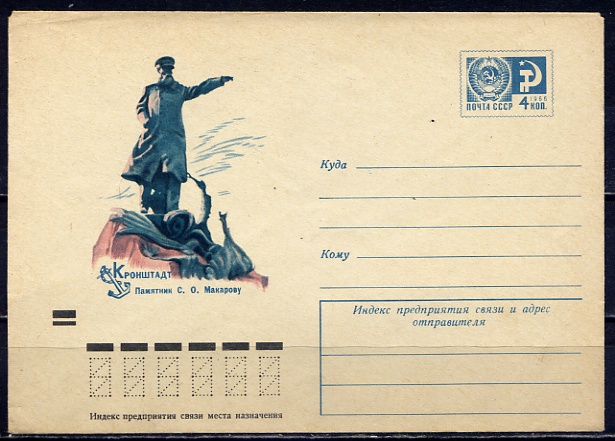 ПОЧТА СССР
1966
4 КОП.
Куда
Кому
Кронштадт
Памятник С. О. Макарову
Индекс предприятия связи и адрес
отправителя
Индекс предприятия связи места назначения